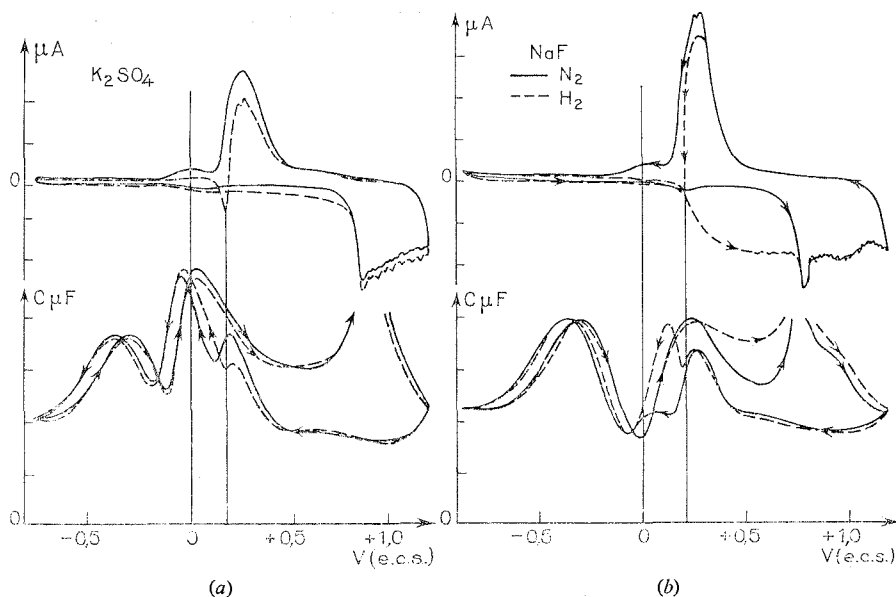 μA
K₂SO₄
0
CμF
0
-0,5
0
+0,5
+1,0
V(e.c.s.)
(a)
μA
NaF
N₂
H₂
0
CμF
0
-0,5
0
+0,5
+1,0
V(e.c.s.)
(b)